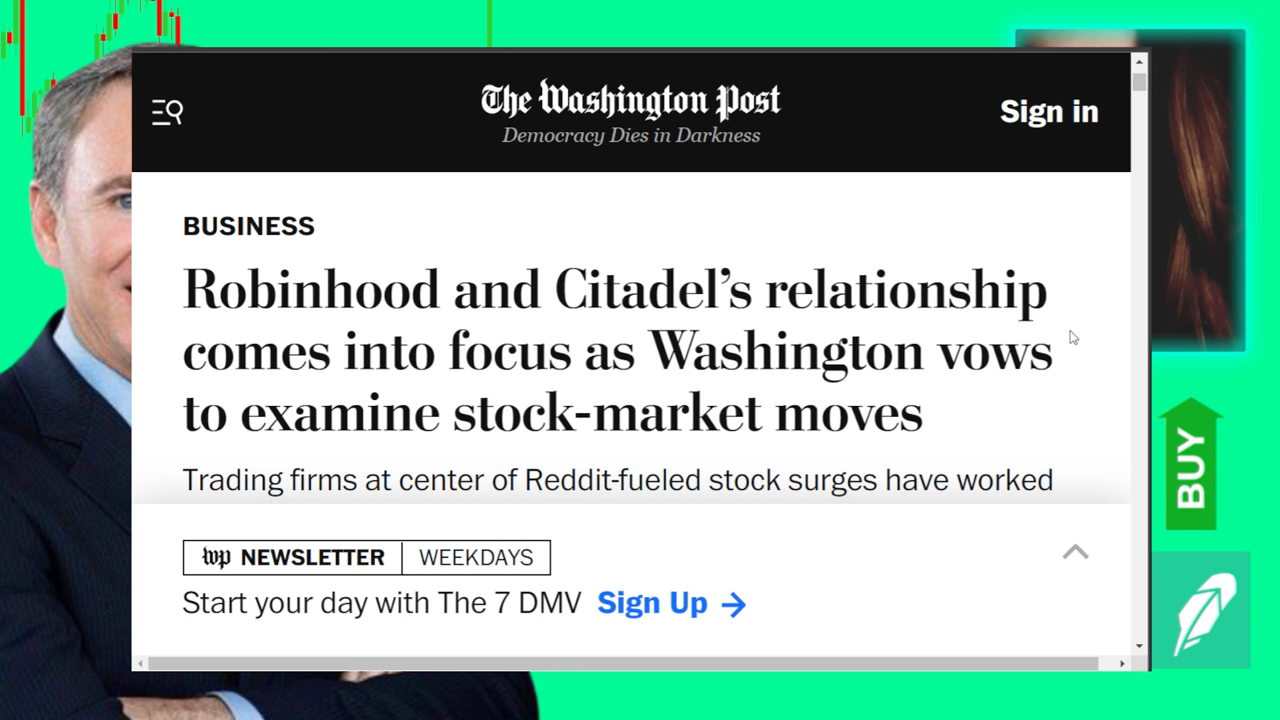 The Washington Post
Democracy Dies in Darkness
Sign in
BUSINESS
Robinhood and Citadel’s relationship
comes into focus as Washington vows
to examine stock-market moves
Trading firms at center of Reddit-fueled stock surges have worked
wp NEWSLETTER WEEKDAYS
Start your day with The 7 DMV Sign Up →
BUY